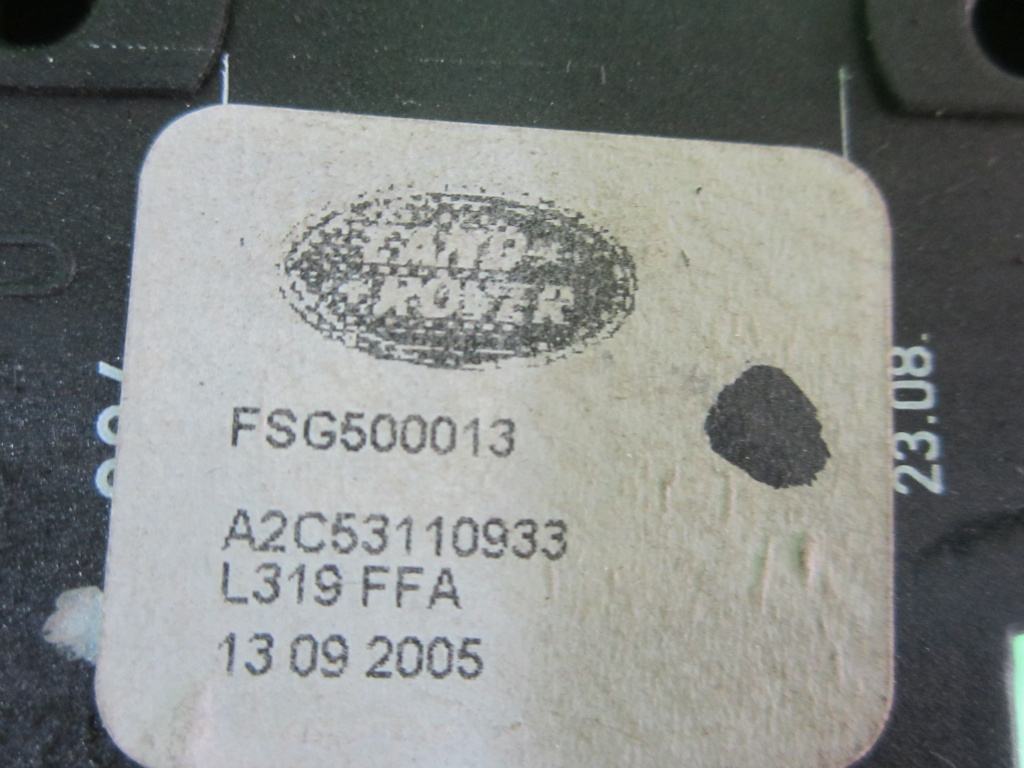 LAND-
ROVER
FSG500013
A2C53110933
L319 FFA
13 09 2005
23.08.